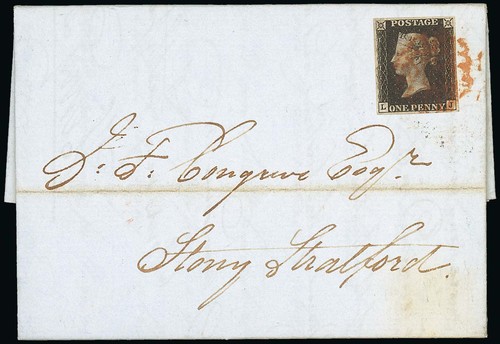 POSTAGE
ONE PENNY
L J
J. F. Congreve Esqr.
Stony Stratford.